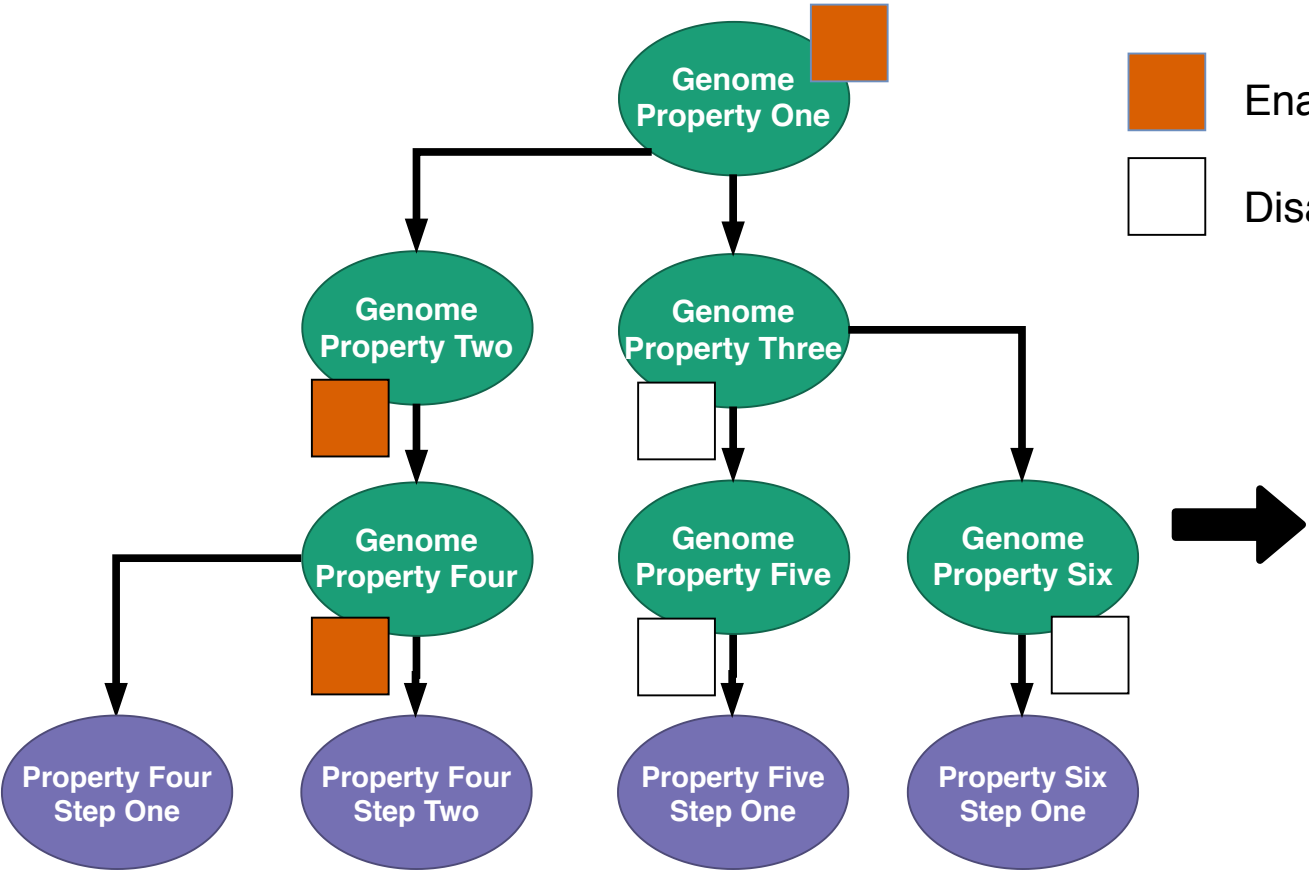 Genome
Property One
Ena
Disa
Genome
Property Two
Genome
Property Three
Genome
Property Four
Genome
Property Five
Genome
Property Six
Property Four
Step One
Property Four
Step Two
Property Five
Step One
Property Six
Step One